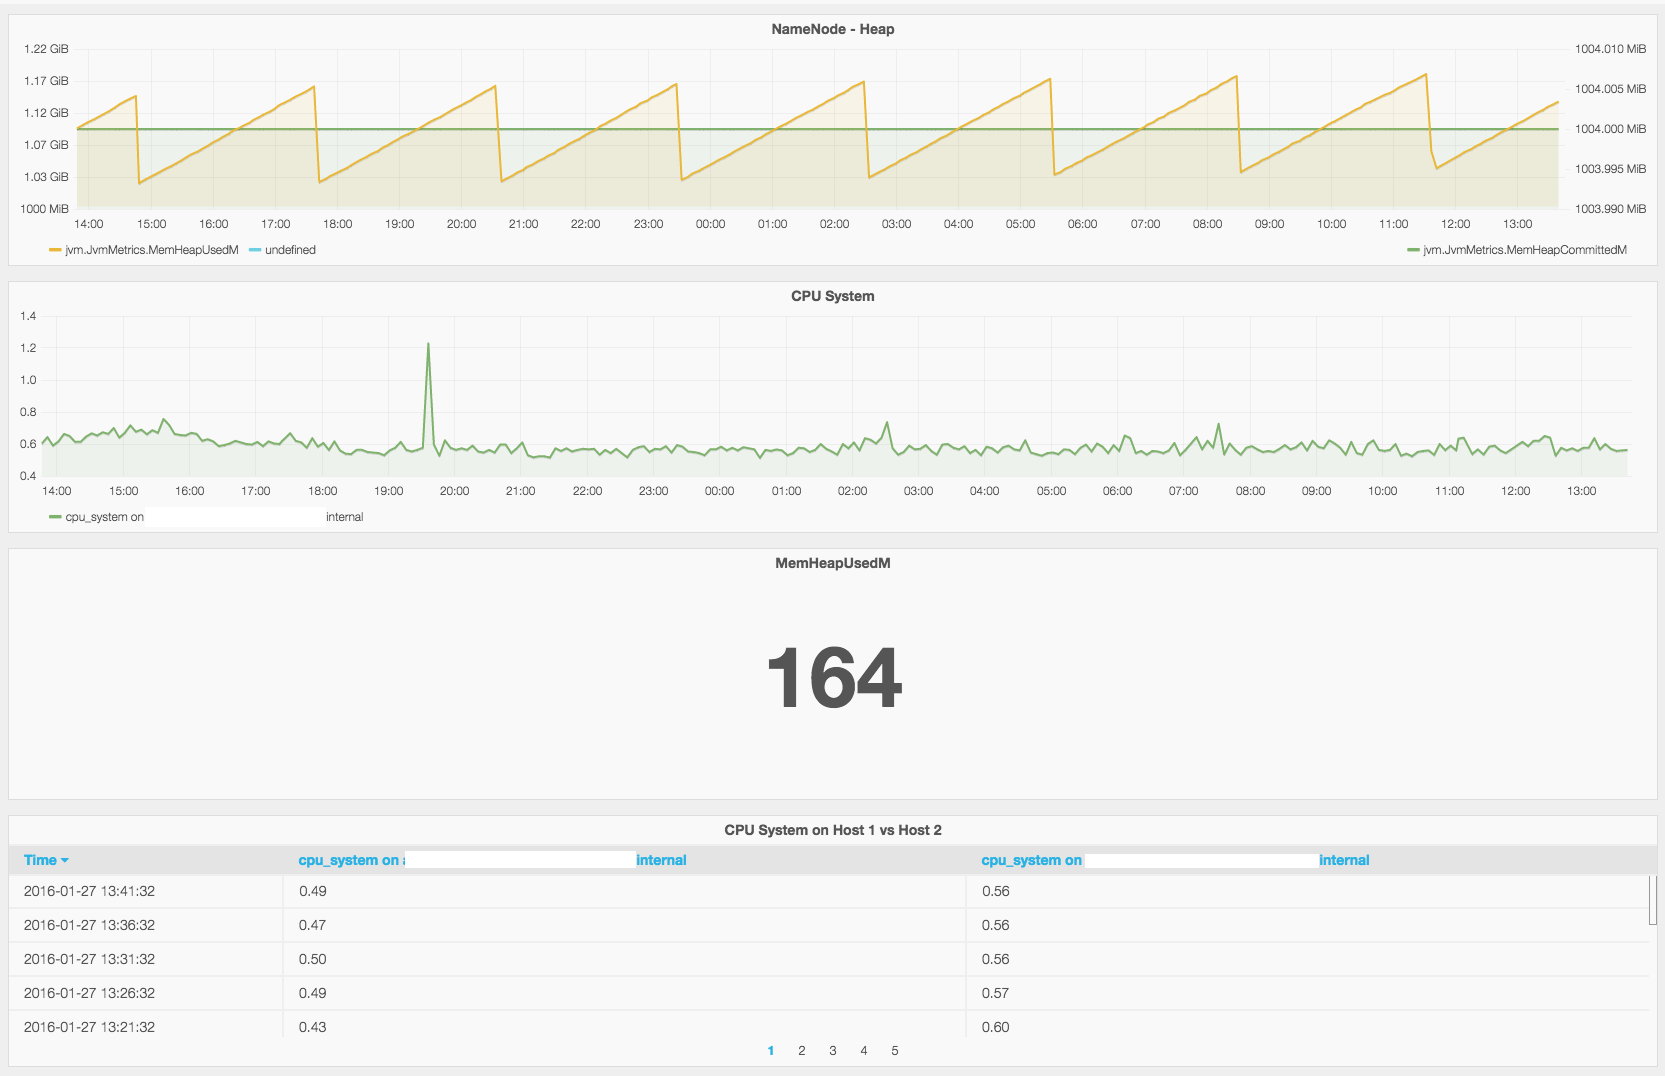 NameNode - Heap
1.22 GiB 1004.010 MiB
1.17 GiB 1004.005 MiB
1.12 GiB
1004.000 MiB
1.07 GiB
1.03 GiB 1003.995 MiB
1000 MiB 1003.990 MiB
14:00 15:00 16:00 17:00 18:00 19:00 20:00 21:00 22:00 23:00 00:00 01:00 02:00 03:00 04:00 05:00 06:00 07:00 08:00 09:00 10:00 11:00 12:00 13:00
jvm.JvmMetrics.MemHeapUsedM undefined jvm.JvmMetrics.MemHeapCommittedM
CPU System
1.4
1.2
1.0
0.8
0.6
0.4
14:00 15:00 16:00 17:00 18:00 19:00 20:00 21:00 22:00 23:00 00:00 01:00 02:00 03:00 04:00 05:00 06:00 07:00 08:00 09:00 10:00 11:00 12:00 13:00
cpu_system on internal
MemHeapUsedM
164
CPU System on Host 1 vs Host 2
Time cpu_system on internal cpu_system on internal
2016-01-27 13:41:32 0.49 0.56
2016-01-27 13:36:32 0.47 0.56
2016-01-27 13:31:32 0.50 0.56
2016-01-27 13:26:32 0.49 0.57
2016-01-27 13:21:32 0.43 0.60
1 2 3 4 5